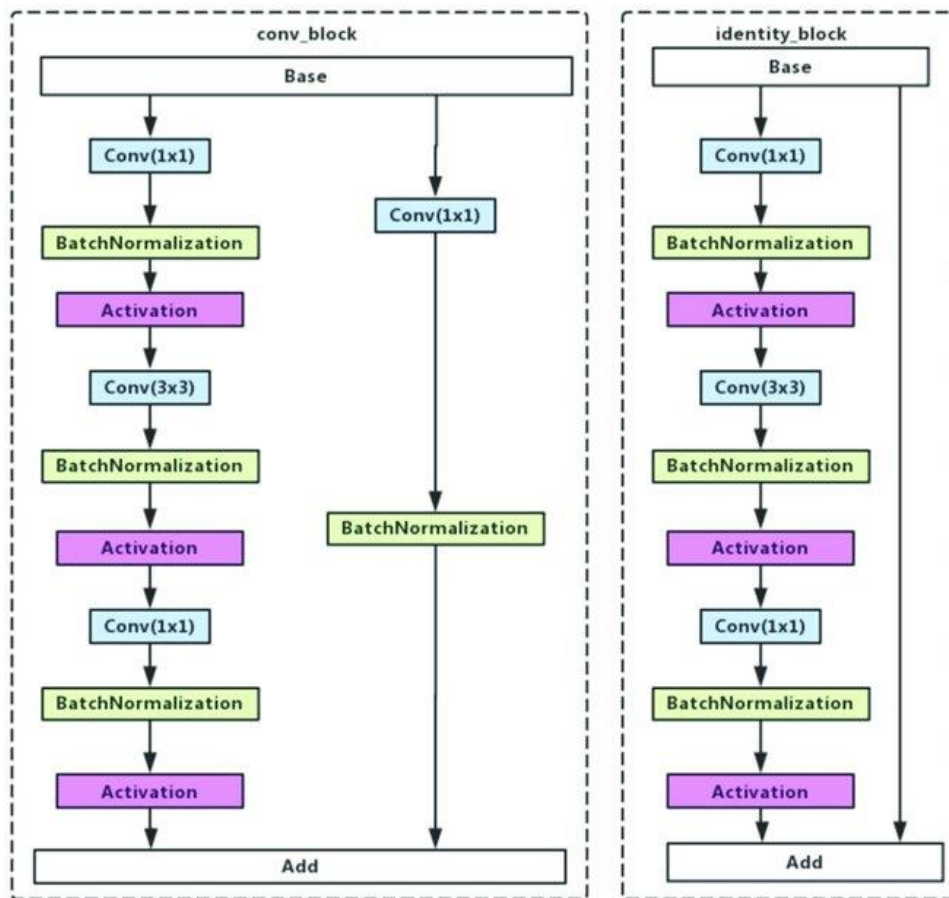 conv_block
Base
Conv(1x1)
Conv(1x1)
BatchNormalization
Activation
Conv(3x3)
BatchNormalization
BatchNormalization
Activation
Conv(1x1)
BatchNormalization
Activation
Add
identity_block
Base
Conv(1x1)
BatchNormalization
Activation
Conv(3x3)
BatchNormalization
Activation
Conv(1x1)
BatchNormalization
Activation
Add